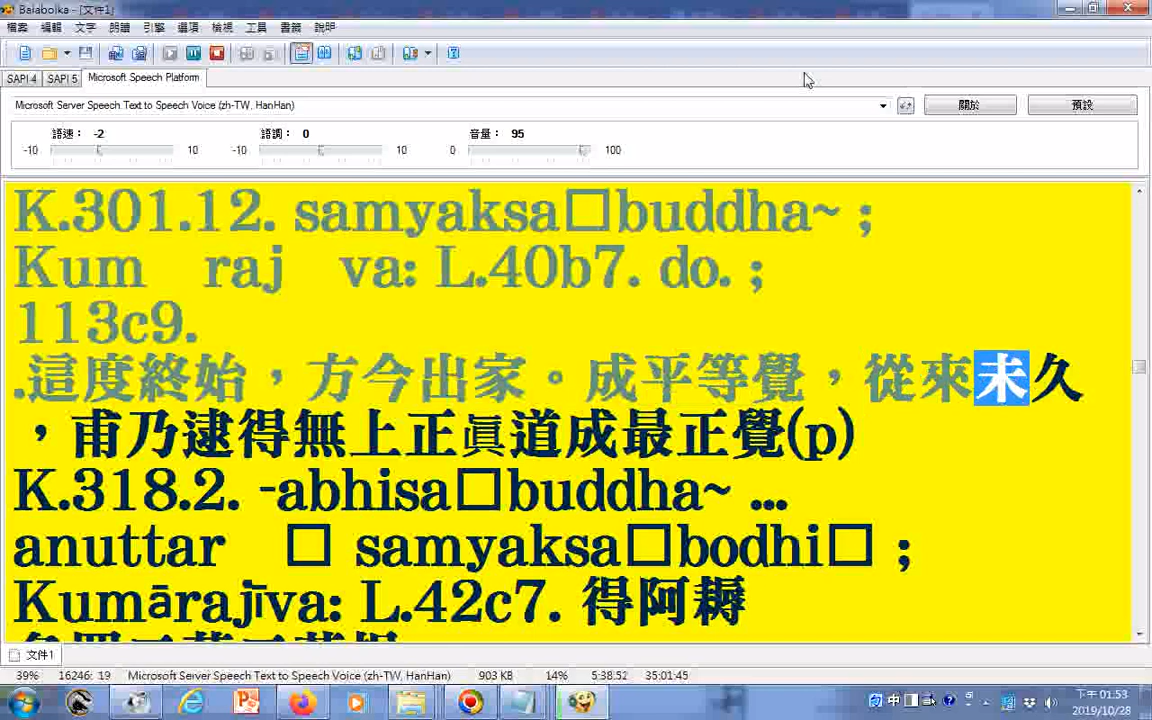 Balabolka - [文件1]
檔案 編輯 文字 朗讀 引擎 選項 檢視 工具 書籤 說明
SAPI 4 SAPI 5 Microsoft Speech Platform
Microsoft Server Speech Text to Speech Voice (zh-TW, HanHan) 關於 預設
語速： -2 語調： 0 音量： 95
-10 10 -10 10 0 100
K.301.12. samyaksa□buddha~ ;
Kum raj va: L.40b7. do. ;
113c9.
.這度終始，方今出家。成平等覺，從來未久
，甫乃逮得無上正眞道成最正覺(p)
K.318.2. -abhisa□buddha~ ...
anuttar □ samyaksa□bodhi□ ;
Kumārajīva: L.42c7. 得阿耨
文件1
39% 16246: 19 Microsoft Server Speech Text to Speech Voice (zh-TW, HanHan) 903 KB 14% 5:38:52 35:01:45
中
下午 01:53
2019/10/28